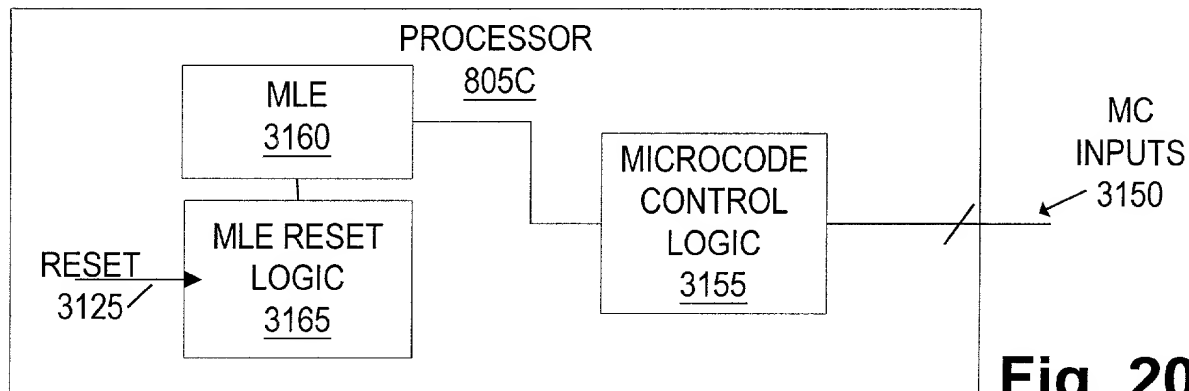 PROCESSOR
805C
MLE
3160
MC
INPUTS
3150
MICROCODE
CONTROL
LOGIC
3155
MLE RESET
LOGIC
3165
RESET
3125
Fig. 20